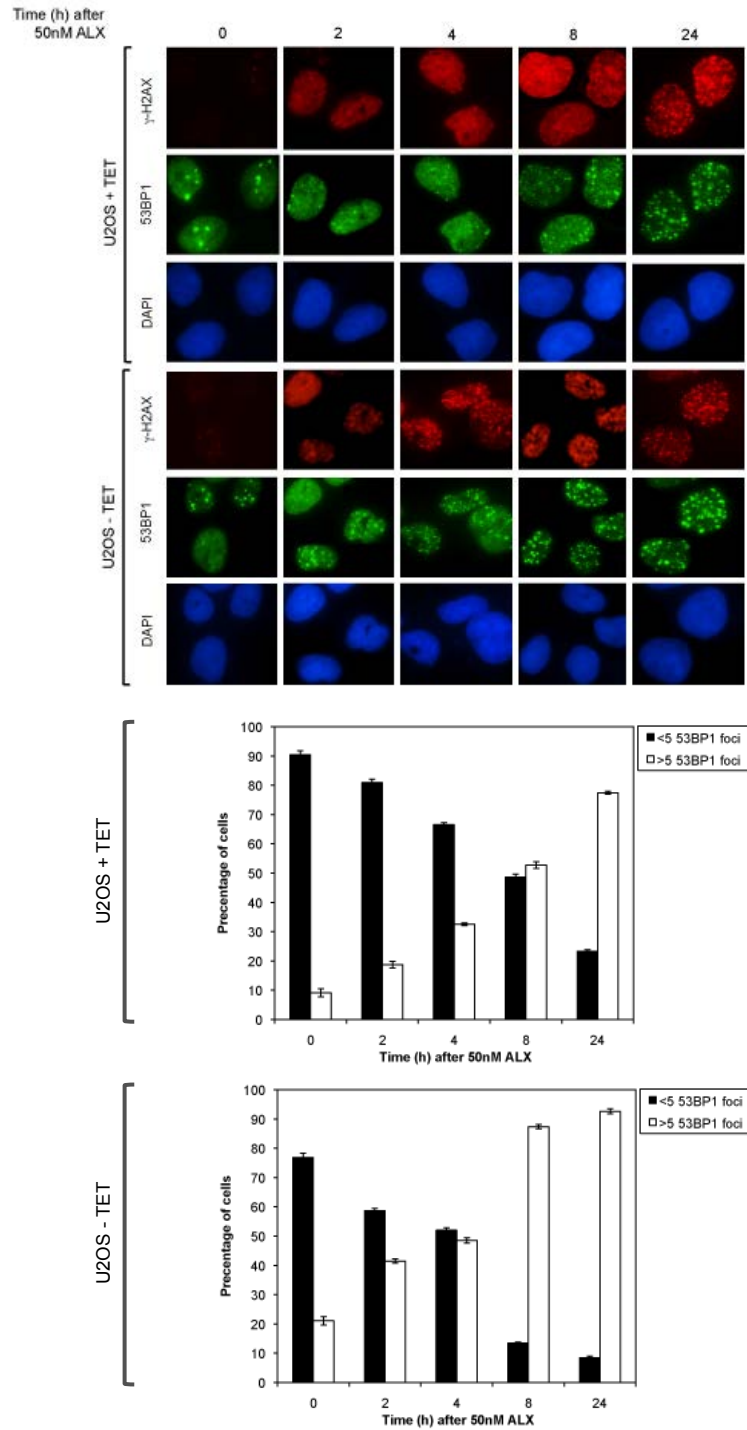 Time (h) after
50nM ALX
0 2 4 8 24
U2OS + TET
γ-H2AX
53BP1
DAPI
U2OS - TET
γ-H2AX
53BP1
DAPI
U2OS + TET
Precentage of cells
100
90
80
70
60
50
40
30
20
10
0
0 2 4 8 24
Time (h) after 50nM ALX
<5 53BP1 foci
>5 53BP1 foci
U2OS - TET
Precentage of cells
100
90
80
70
60
50
40
30
20
10
0
0 2 4 8 24
Time (h) after 50nM ALX
<5 53BP1 foci
>5 53BP1 foci